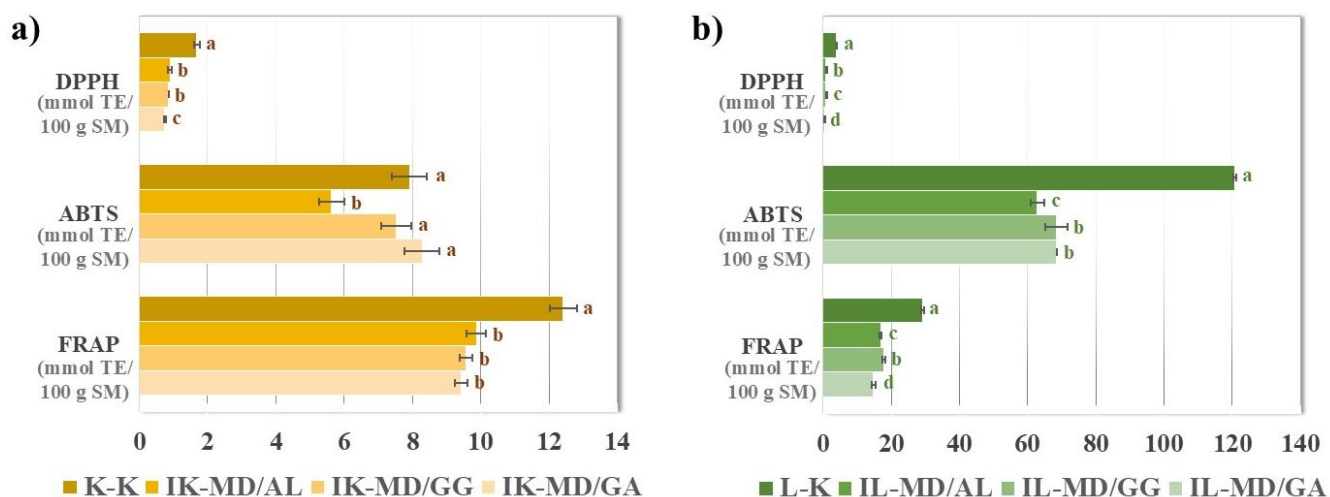 a)
DPPH
(mmol TE/
100 g SM)
a
b
b
c
ABTS
(mmol TE/
100 g SM)
a
b
a
a
FRAP
(mmol TE/
100 g SM)
a
b
b
b
0 2 4 6 8 10 12 14
K-K IK-MD/AL IK-MD/GG IK-MD/GA
b)
DPPH
(mmol TE/
100 g SM)
a
b
c
d
ABTS
(mmol TE/
100 g SM)
a
c
b
b
FRAP
(mmol TE/
100 g SM)
a
c
b
d
0 20 40 60 80 100 120 140
L-K IL-MD/AL IL-MD/GG IL-MD/GA